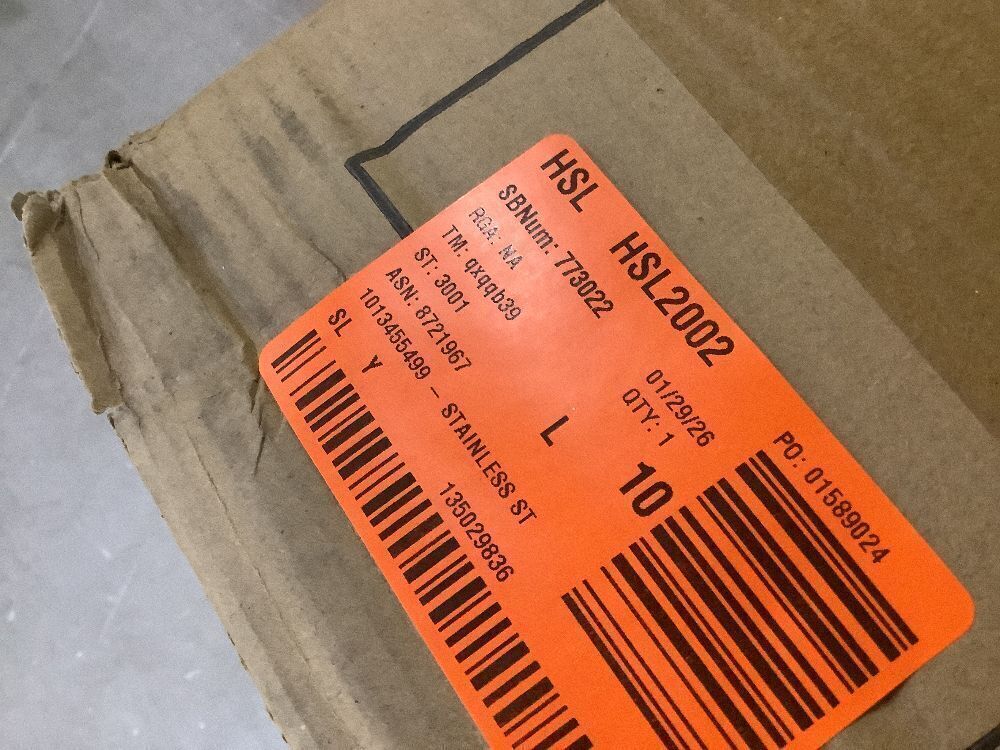 HSL HSL2002
SBNum: 773022
RGA: NA
TM: qxqqb39
01/29/26
ST: 3001
QTY: 1
PO: 01589024
ASN: 8721967
L
10
1013455499 - STAINLESS ST
SL Y
135029836